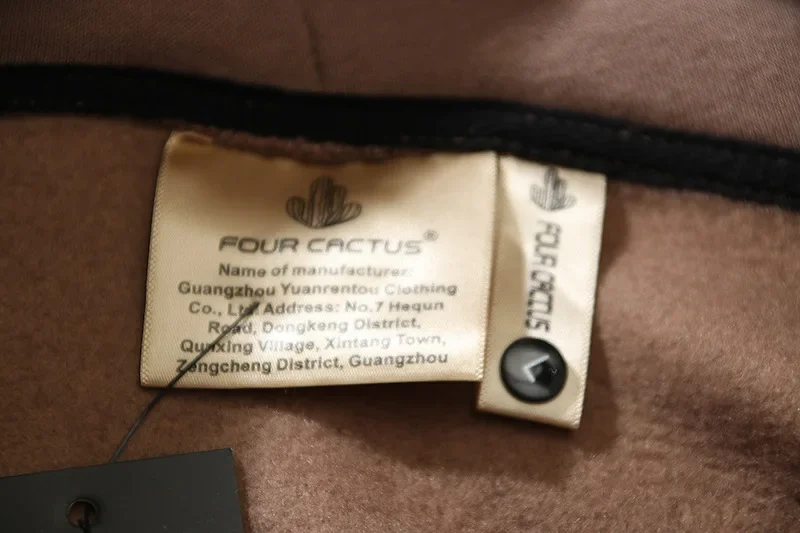 FOUR CACTUS®
Name of manufacturer:
Guangzhou Yuanrentou Clothing
Co., Ltd Address: No.7 Hequn
Road, Dongkeng District,
Qunxing Village, Xintang Town,
Zengcheng District, Guangzhou
FOUR CACTUS